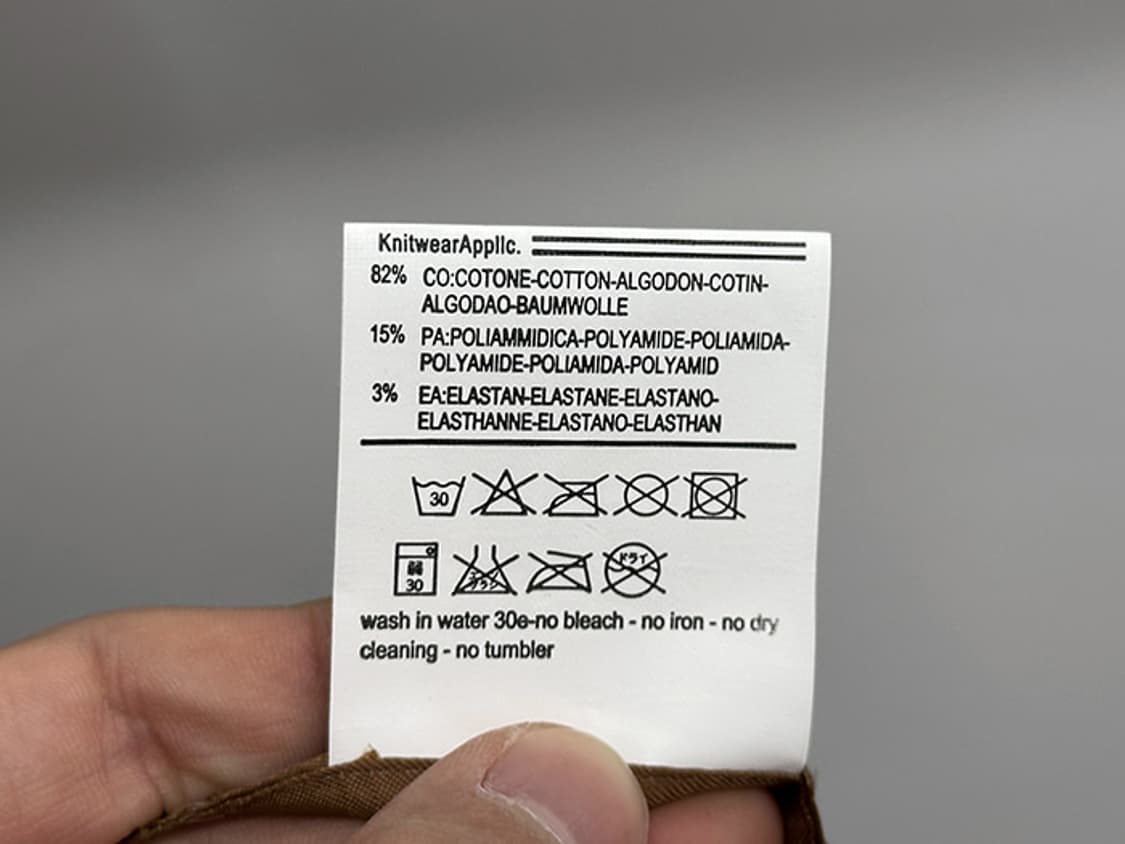 KnitwearAppllc.
82% CO:COTONE-COTTON-ALGODON-COTIN-
ALGODAO-BAUMWOLLE
15% PA:POLIAMMIDICA-POLYAMIDE-POLIAMIDA-
POLYAMIDE-POLIAMIDA-POLYAMID
3% EA:ELASTAN-ELASTANE-ELASTANO-
ELASTHANNE-ELASTANO-ELASTHAN
30
30 ドライ
wash in water 30e-no bleach - no iron - no dry
cleaning - no tumbler